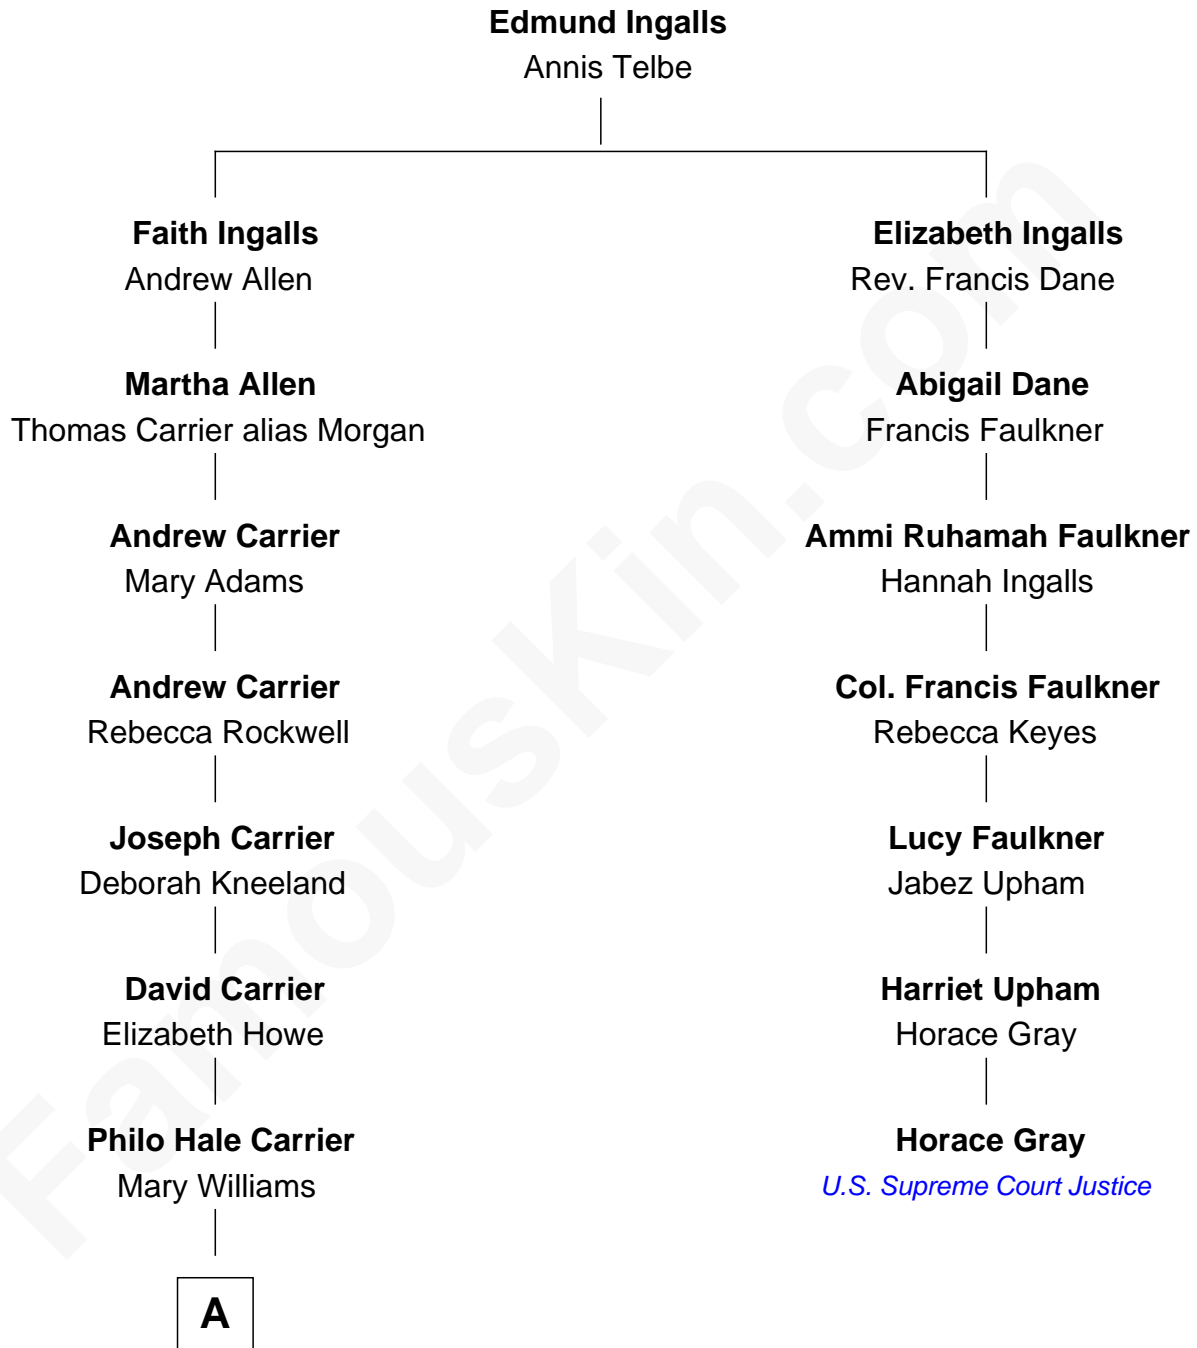 Edmund Ingalls
Annis Telbe
Faith Ingalls
Andrew Allen
Elizabeth Ingalls
Rev. Francis Dane
Martha Allen
Thomas Carrier alias Morgan
Abigail Dane
Francis Faulkner
Andrew Carrier
Mary Adams
Ammi Ruhamah Faulkner
Hannah Ingalls
Andrew Carrier
Rebecca Rockwell
Col. Francis Faulkner
Rebecca Keyes
Joseph Carrier
Deborah Kneeland
Lucy Faulkner
Jabez Upham
David Carrier
Elizabeth Howe
Harriet Upham
Horace Gray
Philo Hale Carrier
Mary Williams
Horace Gray
U.S. Supreme Court Justice
A
FamousKin.com